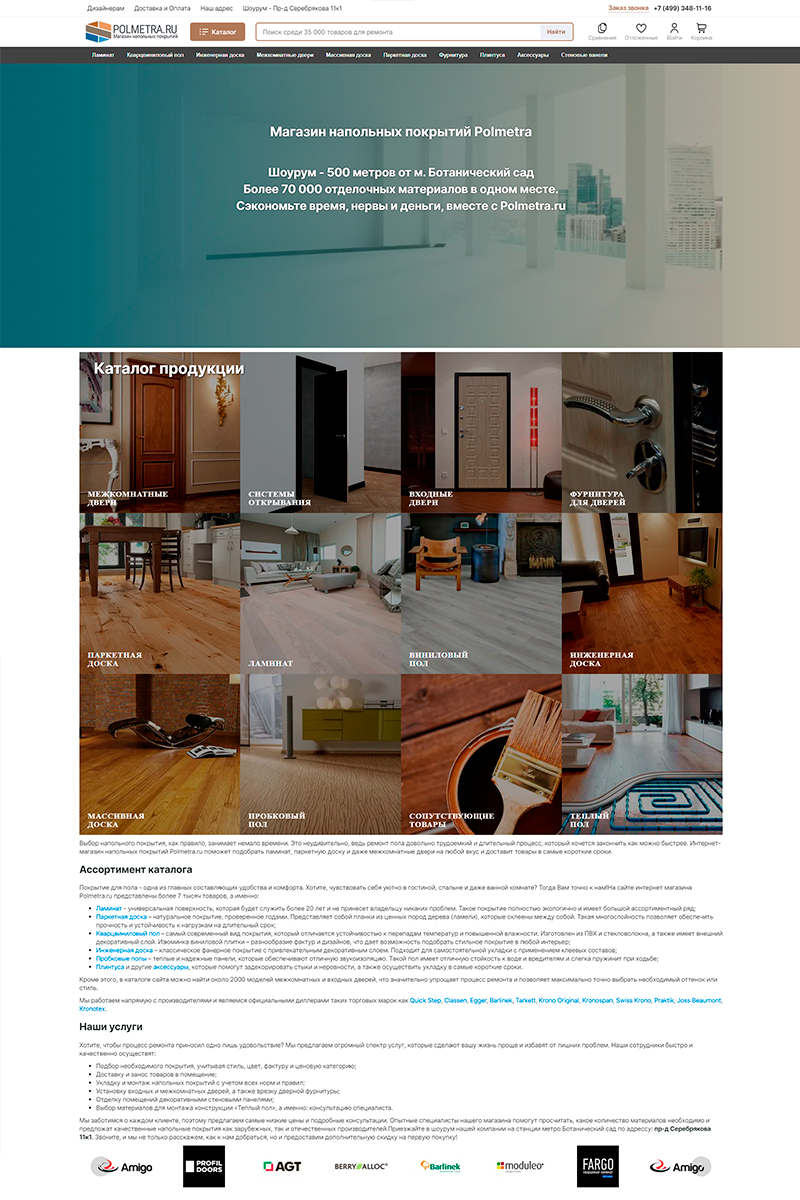 Дизайнерам Доставка и Оплата Наш адрес Шоурум - Пр-д Серебрякова 11к1 Заказ звонка +7 (499) 348-11-16
POLMETRA.RU
Магазин напольных покрытий
Каталог
Поиск среди 35 000 товаров для ремонта
Найти
Сравнение Отложенные Войти Корзина
Ламинат Кварцвиниловый пол Инженерная доска Межкомнатные двери Массивная доска Паркетная доска Фурнитура Плинтуса Аксессуары Стеновые панели
Магазин напольных покрытий Polmetra
Шоурум - 500 метров от м. Ботанический сад
Более 70 000 отделочных материалов в одном месте.
Сэкономьте время, нервы и деньги, вместе с Polmetra.ru
Каталог продукции
МЕЖКОМНАТНЫЕ
ДВЕРИ
СИСТЕМЫ
ОТКРЫВАНИЯ
ВХОДНЫЕ
ДВЕРИ
ФУРНИТУРА
ДЛЯ ДВЕРЕЙ
ПАРКЕТНАЯ
ДОСКА
ЛАМИНАТ
ВИНИЛОВЫЙ
ПОЛ
ИНЖЕНЕРНАЯ
ДОСКА
МАССИВНАЯ
ДОСКА
ПРОБКОВЫЙ
ПОЛ
СОПУТСТВУЮЩИЕ
ТОВАРЫ
ТЕПЛЫЙ
ПОЛ
Выбор напольного покрытия, как правило, занимает немало времени. Это неудивительно, ведь ремонт пола довольно трудоемкий и длительный процесс, который хочется закончить как можно быстрее. Интернет-
магазин напольных покрытий Polmetra.ru поможет подобрать ламинат, паркетную доску и даже межкомнатные двери на любой вкус и доставит товары в самые короткие сроки.
Ассортимент каталога
Покрытие для пола – одна из главных составляющих удобства и комфорта. Хотите, чувствовать себя уютно в гостиной, спальне и даже ванной комнате? Тогда Вам точно к нам!На сайте интернет магазина
Polmetra.ru представлены более 7 тысяч товаров, а именно:
• Ламинат - универсальная поверхность, которая будет служить более 20 лет и не принесет владельцу никаких проблем. Такое покрытие полностью экологично и имеет большой ассортиментный ряд;
• Паркетная доска – натуральное покрытие, проверенное годами. Представляет собой планки из ценных пород дерева (ламели), которые склеены между собой. Такая многослойность позволяет обеспечить
прочность и устойчивость к нагрузкам на длительный срок;
• Кварцвиниловый пол – самый современный вид покрытия, который отличается устойчивостью к перепадам температур и повышенной влажности. Изготовлен из ПВХ и стекловолокна, а также имеет внешний
декоративный слой. Изюминка виниловой плитки – разнообразие фактур и дизайнов, что дает возможность подобрать стильное покрытие в любой интерьер;
• Инженерная доска – классическое фанерное покрытие с привлекательным декоративным слоем. Подходит для самостоятельной укладки с применением клеевых составов;
• Пробковые полы – теплые и надежные панели, которые обеспечивают отличную звукоизоляцию. Такой пол имеет отличную стойкость к воде и вредителям и слегка пружинит при ходьбе;
• Плинтуса и другие аксессуары, которые помогут задекорировать стыки и неровности, а также осуществить укладку в самые короткие сроки.
Кроме этого, в каталоге сайта можно найти около 2000 моделей межкомнатных и входных дверей, что значительно упрощает процесс ремонта и позволяет максимально точно выбрать необходимый оттенок или
стиль.
Мы работаем напрямую с производителями и являемся официальными диллерами таких торговых марок как Quick Step, Classen, Egger, Barlinek, Tarkett, Krono Original, Kronospan, Swiss Krono, Praktik, Joss Beaumont,
Kronotex.
Наши услуги
Хотите, чтобы процесс ремонта приносил одно лишь удовольствие? Мы предлагаем огромный спектр услуг, которые сделают вашу жизнь проще и избавят от лишних проблем. Наши сотрудники быстро и
качественно осуществят:
• Подбор необходимого покрытия, учитывая стиль, цвет, фактуру и ценовую категорию;
• Доставку и занос товаров в помещение;
• Укладку и монтаж напольных покрытий с учетом всех норм и правил;
• Установку входных и межкомнатных дверей, а также врезку дверной фурнитуры;
• Отделку помещений декоративными стеновыми панелями;
• Выбор материалов для монтажа конструкции «Теплый пол», а именно: консультацию специалиста.
Мы заботимся о каждом клиенте, поэтому предлагаем самые низкие цены и подробные консультации. Опытные специалисты нашего магазина помогут просчитать, какое количество материалов необходимо и
предложат качественные напольные покрытия как зарубежных, так и отечественных производителей.Приезжайте в шоурум нашей компании на станции метро Ботанический сад по адрессу: пр-д Серебрякова
11к1. Звоните, и мы не только расскажем, как к нам добраться, но и предоставим дополнительную скидку на первую покупку!
Amigo PROFIL DOORS AGT BERRY ALLOC Barlinek moduleo FARGO Amigo